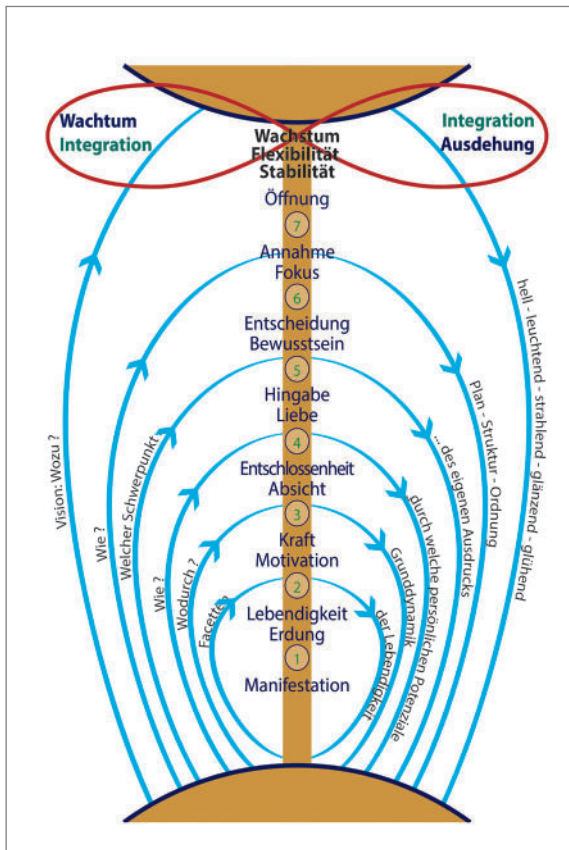 Wachtum
Integration
Integration
Ausdehung
Wachstum
Flexibilität
Stabilität
Öffnung
7
Annahme
Fokus
6
Entscheidung
Bewusstsein
5
Hingabe
Liebe
4
Entschlossenheit
Absicht
3
Kraft
Motivation
2
Lebendigkeit
Erdung
1
Manifestation
Vision: Wozu ?
Wie ?
Welcher Schwerpunkt
Wie ?
Wodurch ?
Facette ?
der Lebendigkeit
Grunddynamik
durch welche persönlichen Potenziale
... des eigenen Ausdrucks
Plan - Struktur - Ordnung
hell - leuchtend - strahlend - glänzend - glühend